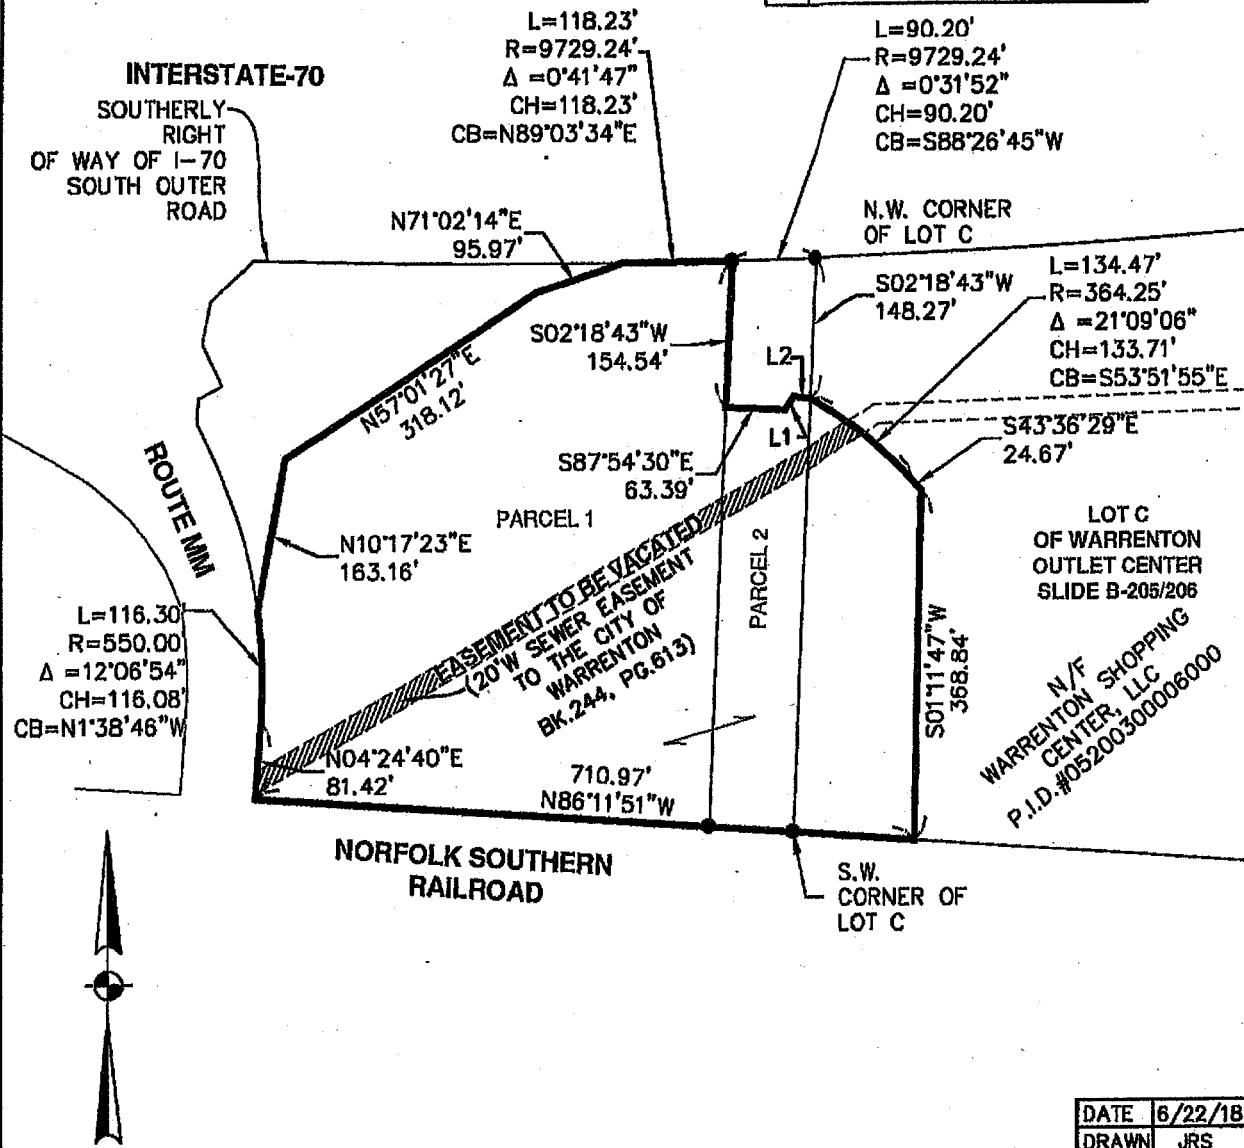 L=118.23'
R=9729.24'
Δ =0°41'47"
CH=118.23'
CB=N89°03'34"E
L=90.20'
R=9729.24'
Δ =0°31'52"
CH=90.20'
CB=S88°26'45"W
INTERSTATE-70
SOUTHERLY
RIGHT
OF WAY OF I-70
SOUTH OUTER
ROAD
N71°02'14"E
95.97'
N.W. CORNER
OF LOT C
L=134.47'
R=364.25'
Δ =21°09'06"
CH=133.71'
CB=S53°51'55"E
S02°18'43"W
148.27'
S02°18'43"W
154.54'
L2
L1
N57°01'27"E
318.12'
S43°36'29"E
24.67'
S87°54'30"E
63.39'
ROUTE MM
PARCEL 1
PARCEL 2
N10°17'23"E
163.16'
LOT C
OF WARRENTON
OUTLET CENTER
SLIDE B-205/206
EASEMENT TO BE VACATED
(20'W SEWER EASEMENT
TO THE CITY OF
WARRENTON
BK.244, PG.613)
L=116.30'
R=550.00'
Δ =12°06'54"
CH=116.08'
CB=N1°38'46"W
S01°11'47"W
368.84'
N/F
WARRENTON SHOPPING
CENTER, LLC
P.I.D.#052003000006000
N04°24'40"E
81.42'
710.97'
N86°11'51"W
NORFOLK SOUTHERN
RAILROAD
S.W.
CORNER OF
LOT C
DATE 6/22/18
DRAWN JRS